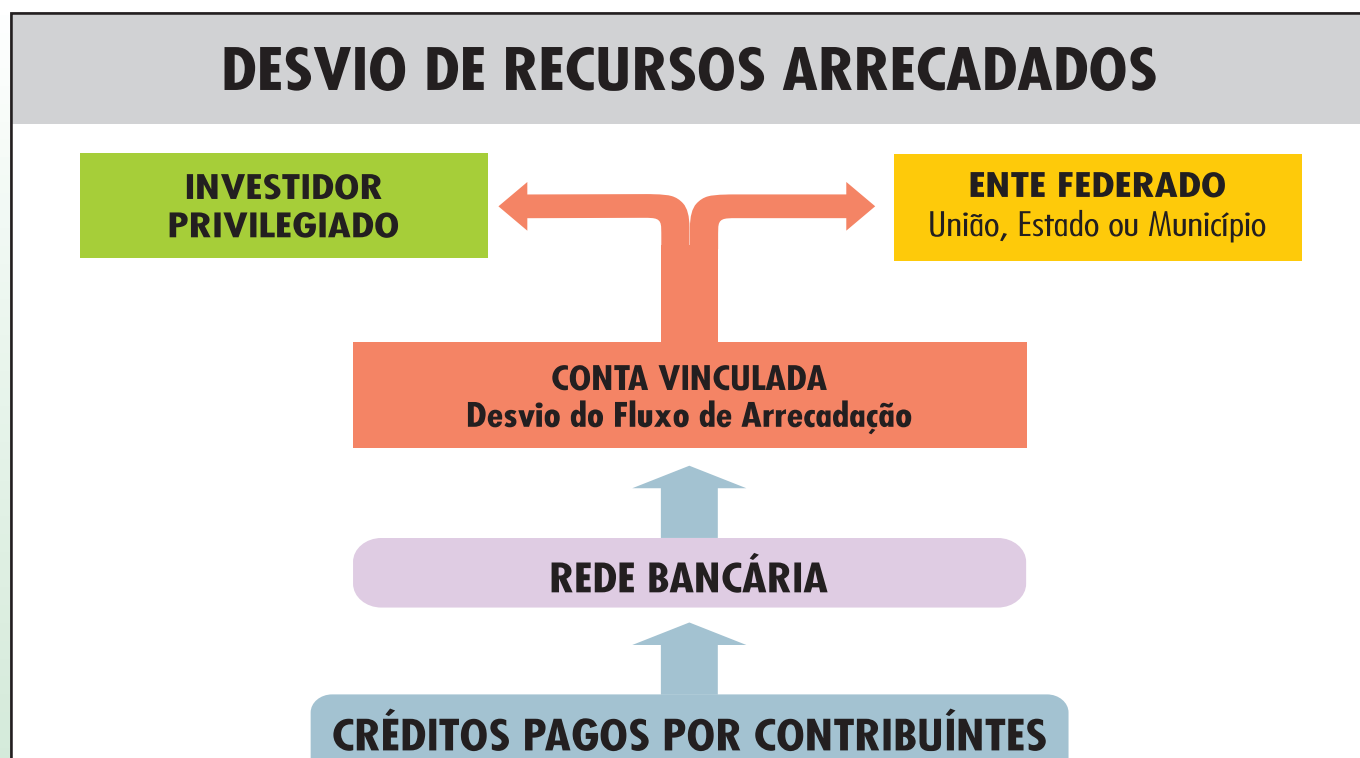 DESVIO DE RECURSOS ARRECADADOS
INVESTIDOR
PRIVILEGIADO
ENTE FEDERADO
União, Estado ou Município
CONTA VINCULADA
Desvio do Fluxo de Arrecadação
REDE BANCÁRIA
CRÉDITOS PAGOS POR CONTRIBUÍNTES